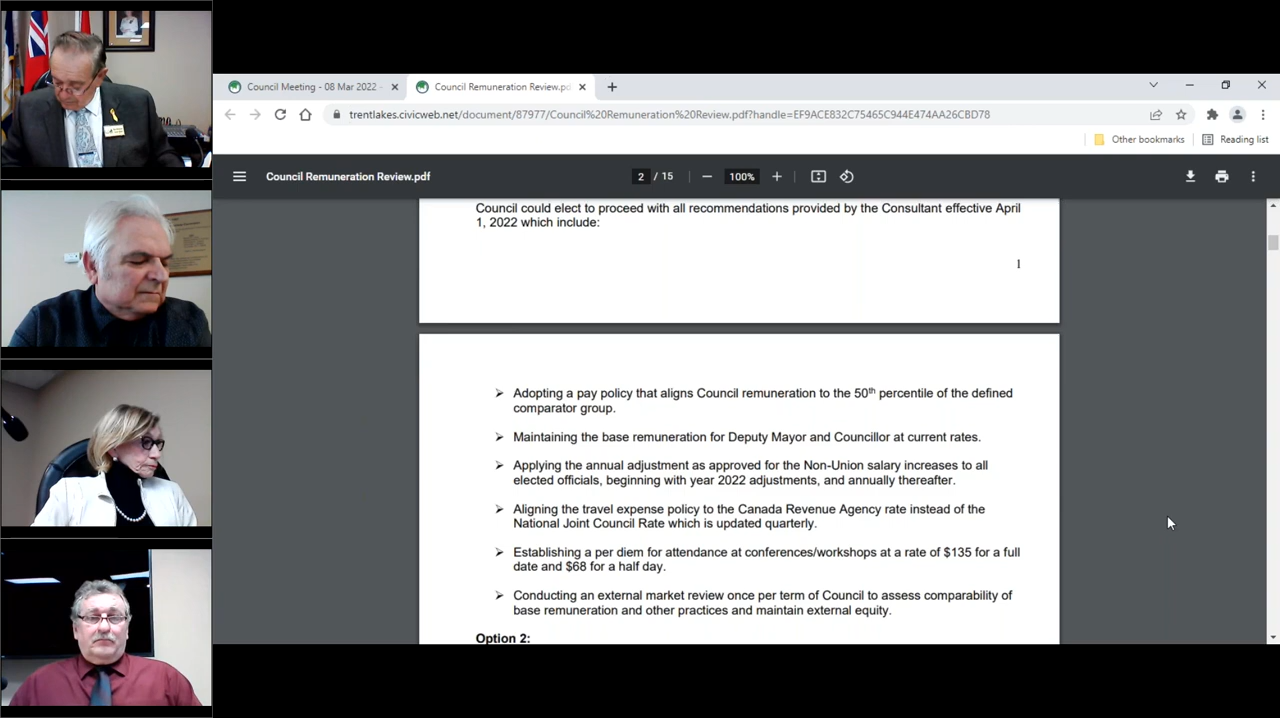 Council Meeting - 08 Mar 2022 -
Council Remuneration Review.pd
trentlakes.civicweb.net/document/87977/Council%20Remuneration%20Review.pdf?handle=EF9ACE832C75465C944E474AA26CBD78
Other bookmarks
Reading list
Council Remuneration Review.pdf
2 / 15
100%
Council could elect to proceed with all recommendations provided by the Consultant effective April
1, 2022 which include:
1
➢ Adopting a pay policy that aligns Council remuneration to the 50th percentile of the defined
comparator group.
➢ Maintaining the base remuneration for Deputy Mayor and Councillor at current rates.
➢ Applying the annual adjustment as approved for the Non-Union salary increases to all
elected officials, beginning with year 2022 adjustments, and annually thereafter.
➢ Aligning the travel expense policy to the Canada Revenue Agency rate instead of the
National Joint Council Rate which is updated quarterly.
➢ Establishing a per diem for attendance at conferences/workshops at a rate of $135 for a full
date and $68 for a half day.
➢ Conducting an external market review once per term of Council to assess comparability of
base remuneration and other practices and maintain external equity.
Option 2: